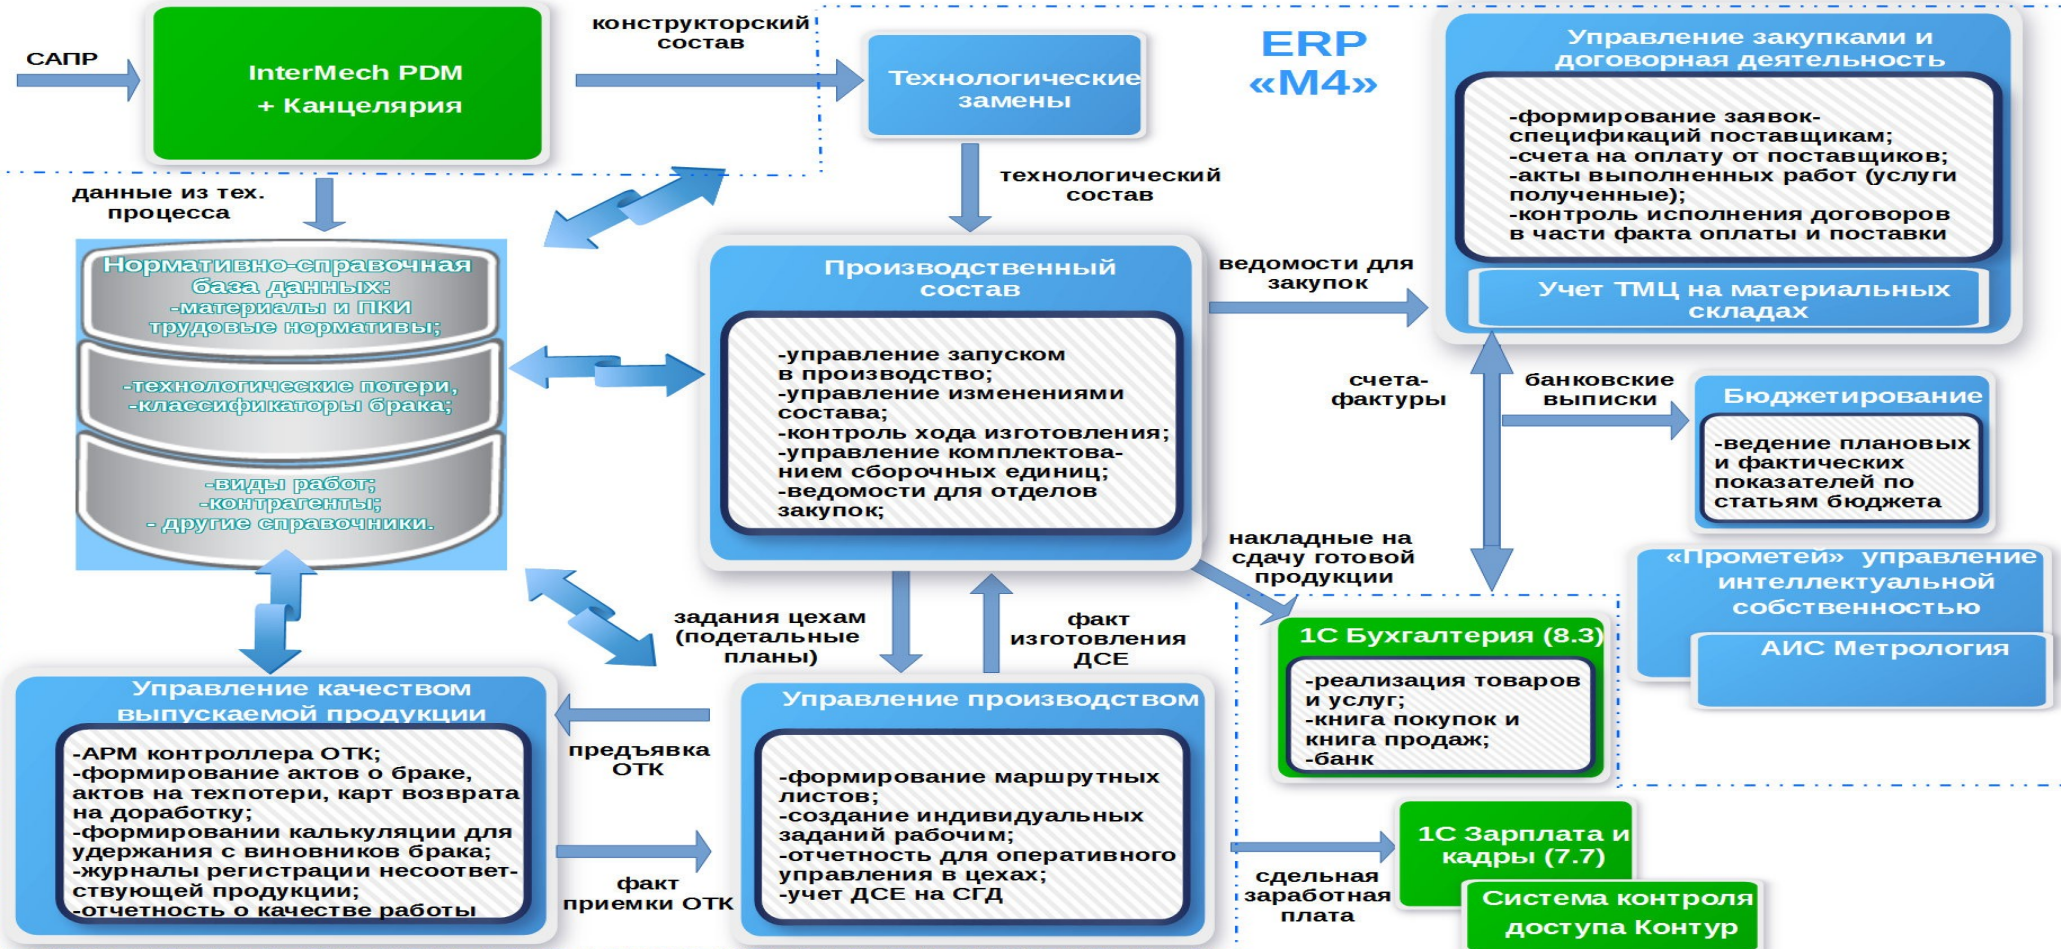 САПР
InterMech PDM
+ Канцелярия
конструкторский
состав
Технологические
замены
ERP
«М4»
Управление закупками и
договорная деятельность
-формирование заявок-
спецификаций поставщикам;
-счета на оплату от поставщиков;
-акты выполненных работ (услуги
полученные);
-контроль исполнения договоров
в части факта оплаты и поставки
Учет ТМЦ на материальных
складах
данные из тех.
процесса
технологический
состав
Нормативно-справочная
база данных:
-материалы и ПКИ
трудовые нормативы;
-технологические потери,
-классификаторы брака;
-виды работ;
-контрагенты;
- другие справочники.
Производственный
состав
-управление запуском
в производство;
-управление изменениями
состава;
-контроль хода изготовления;
-управление комплектова-
нием сборочных единиц;
-ведомости для отделов
закупок;
ведомости для
закупок
счета-
фактуры
банковские
выписки
Бюджетирование
-ведение плановых
и фактических
показателей по
статьям бюджета
накладные на
сдачу готовой
продукции
«Прометей» управление
интеллектуальной
собственностью
АИС Метрология
задания цехам
(подетальные
планы)
факт
изготовления
ДСЕ
1С Бухгалтерия (8.3)
-реализация товаров
и услуг;
-книга покупок и
книга продаж;
-банк
Управление качеством
выпускаемой продукции
-АРМ контроллера ОТК;
-формирование актов о браке,
актов на техпотери, карт возврата
на доработку;
-формировании калькуляции для
удержания с виновников брака;
-журналы регистрации несоответ-
ствующей продукции;
-отчетность о качестве работы
предъявка
ОТК
факт
приемки ОТК
Управление производством
-формирование маршрутных
листов;
-создание индивидуальных
заданий рабочим;
-отчетность для оперативного
управления в цехах;
-учет ДСЕ на СГД
сдельная
заработная
плата
1С Зарплата и
кадры (7.7)
Система контроля
доступа Контур